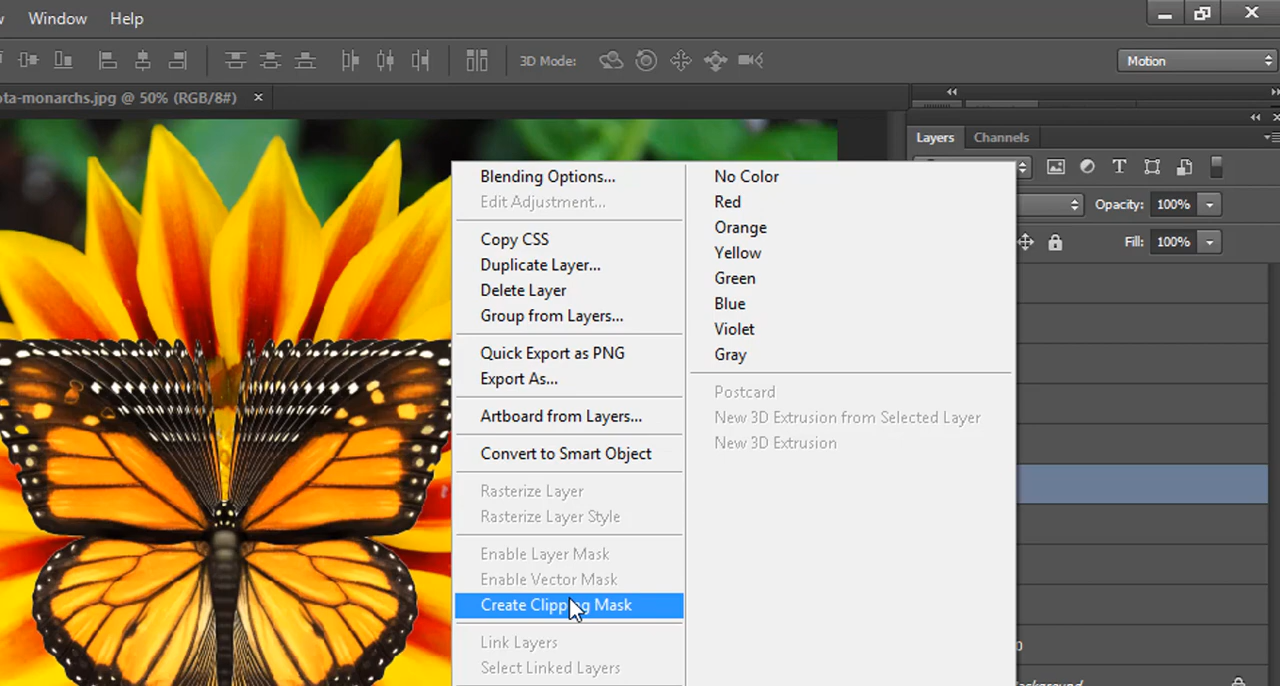 Window Help
3D Mode: Motion
ota-monarchs.jpg @ 50% (RGB/8#) ×
Layers Channels
Opacity: 100%
Fill: 100%
Blending Options...
Edit Adjustment...
Copy CSS
Duplicate Layer...
Delete Layer
Group from Layers...
Quick Export as PNG
Export As...
Artboard from Layers...
Convert to Smart Object
Rasterize Layer
Rasterize Layer Style
Enable Layer Mask
Enable Vector Mask
Create Clipping Mask
Link Layers
Select Linked Layers
No Color
Red
Orange
Yellow
Green
Blue
Violet
Gray
Postcard
New 3D Extrusion from Selected Layer
New 3D Extrusion